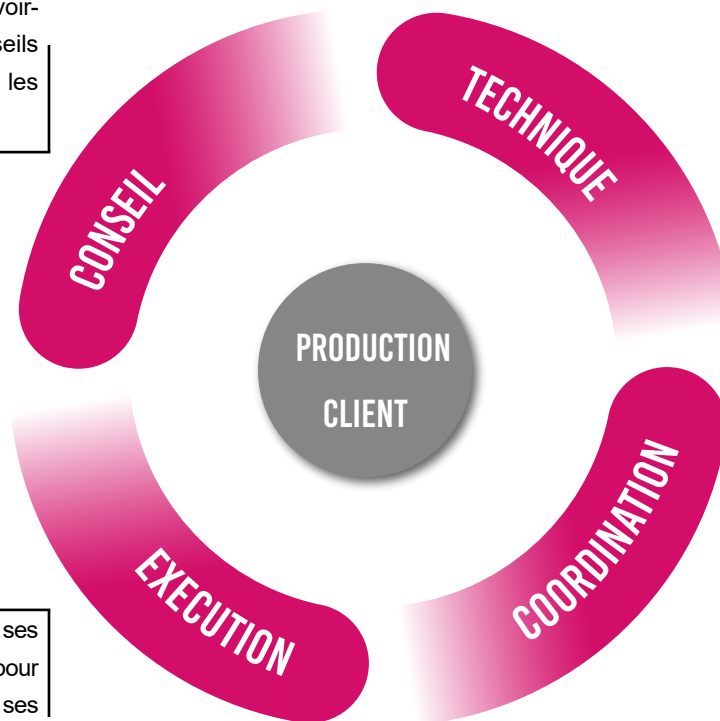 voir-
seils
les
CONSEIL
TECHNIQUE
PRODUCTION
CLIENT
COORDINATION
EXECUTION
ses
pour
ses